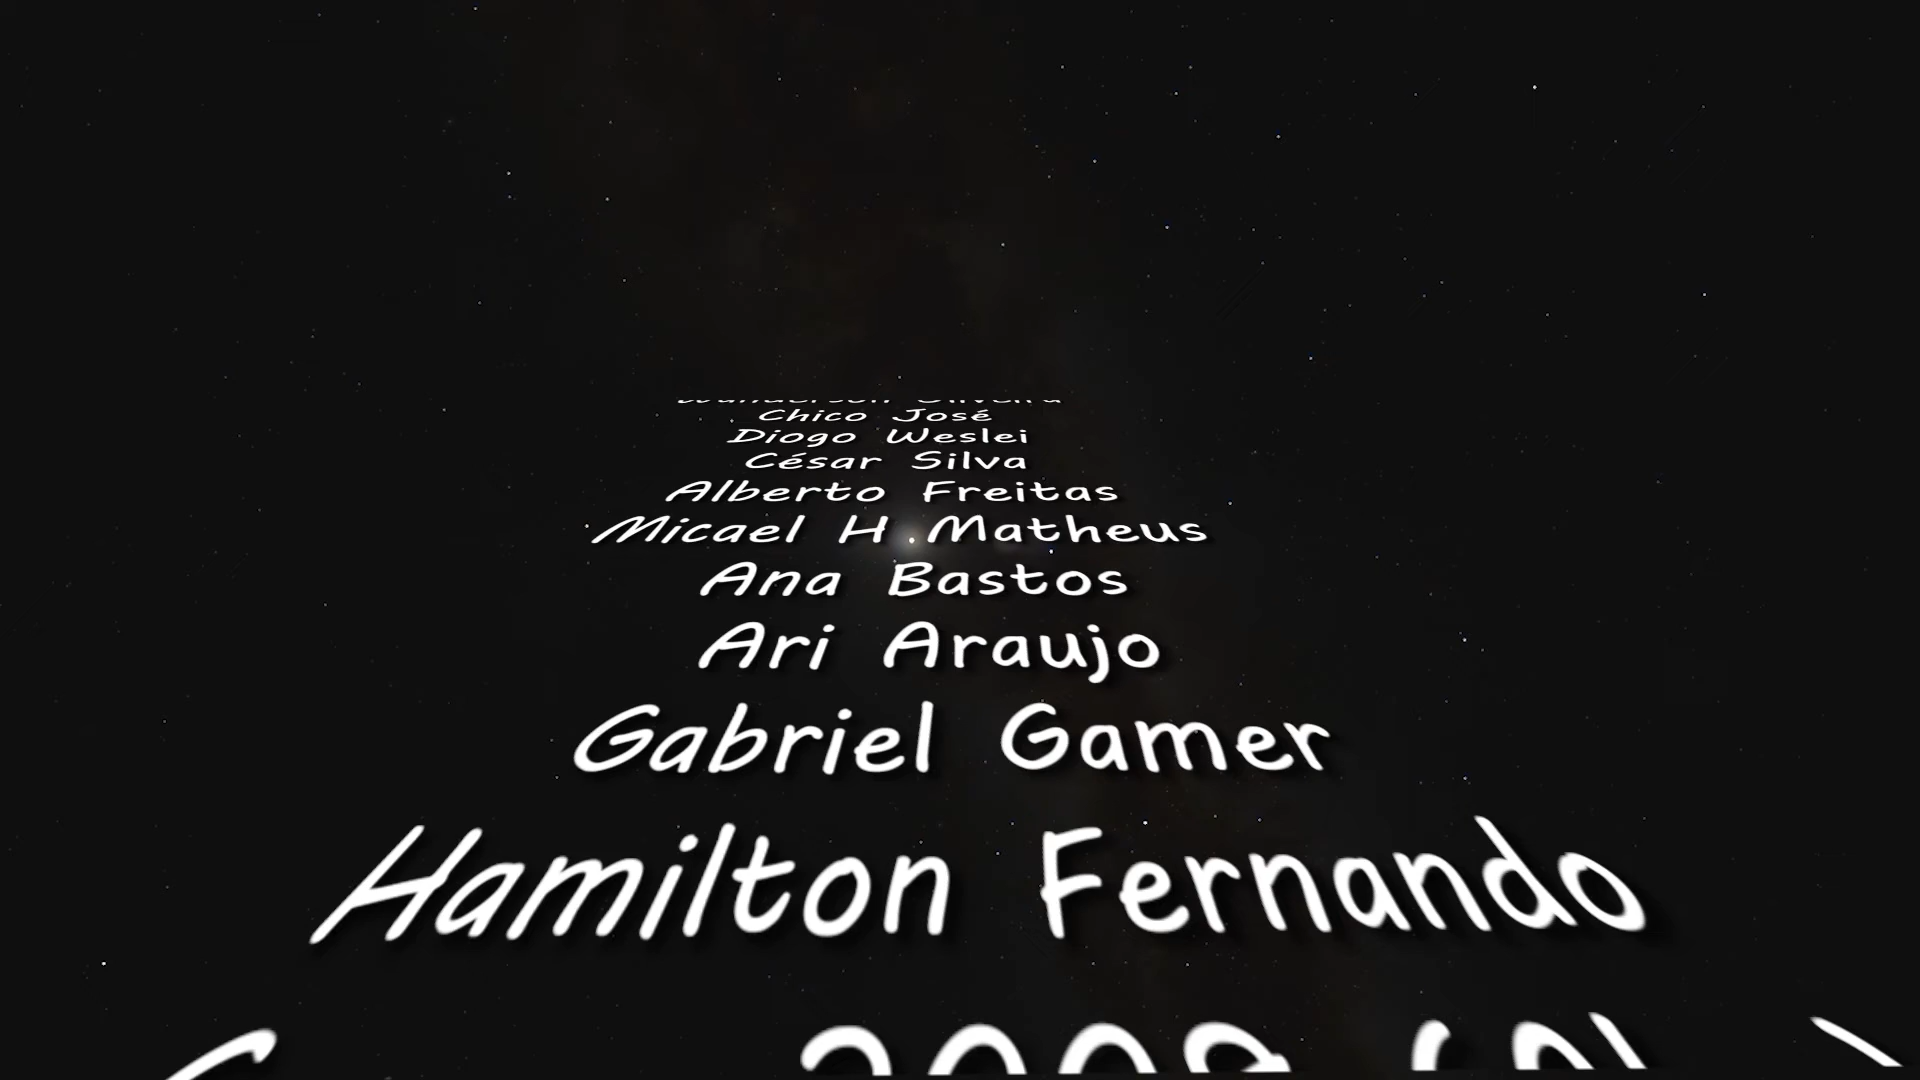 Chico José
Diogo Weslei
César Silva
Alberto Freitas
Micael H. Matheus
Ana Bastos
Ari Araujo
Gabriel Gamer
Hamilton Fernando